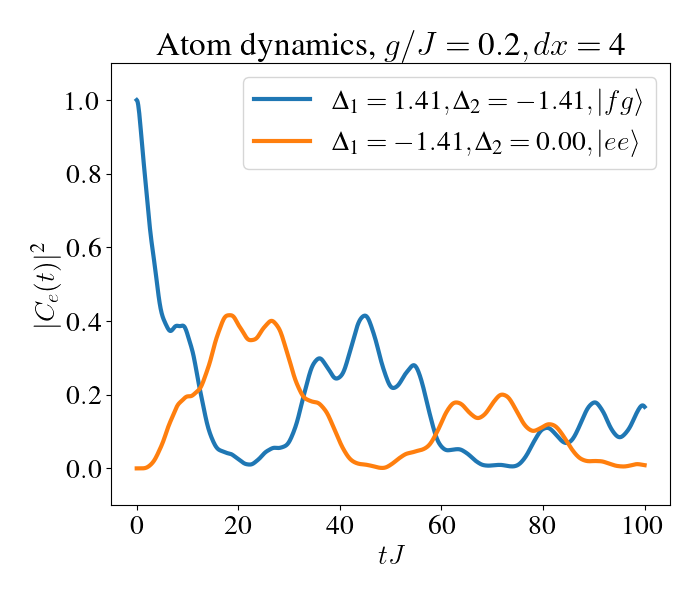 Atom dynamics, g/J = 0.2, dx = 4
Δ₁ = 1.41, Δ₂ = −1.41, |fg⟩
Δ₁ = −1.41, Δ₂ = 0.00, |ee⟩
|Cₑ(t)|²
1.0
0.8
0.6
0.4
0.2
0.0
0 20 40 60 80 100
tJ